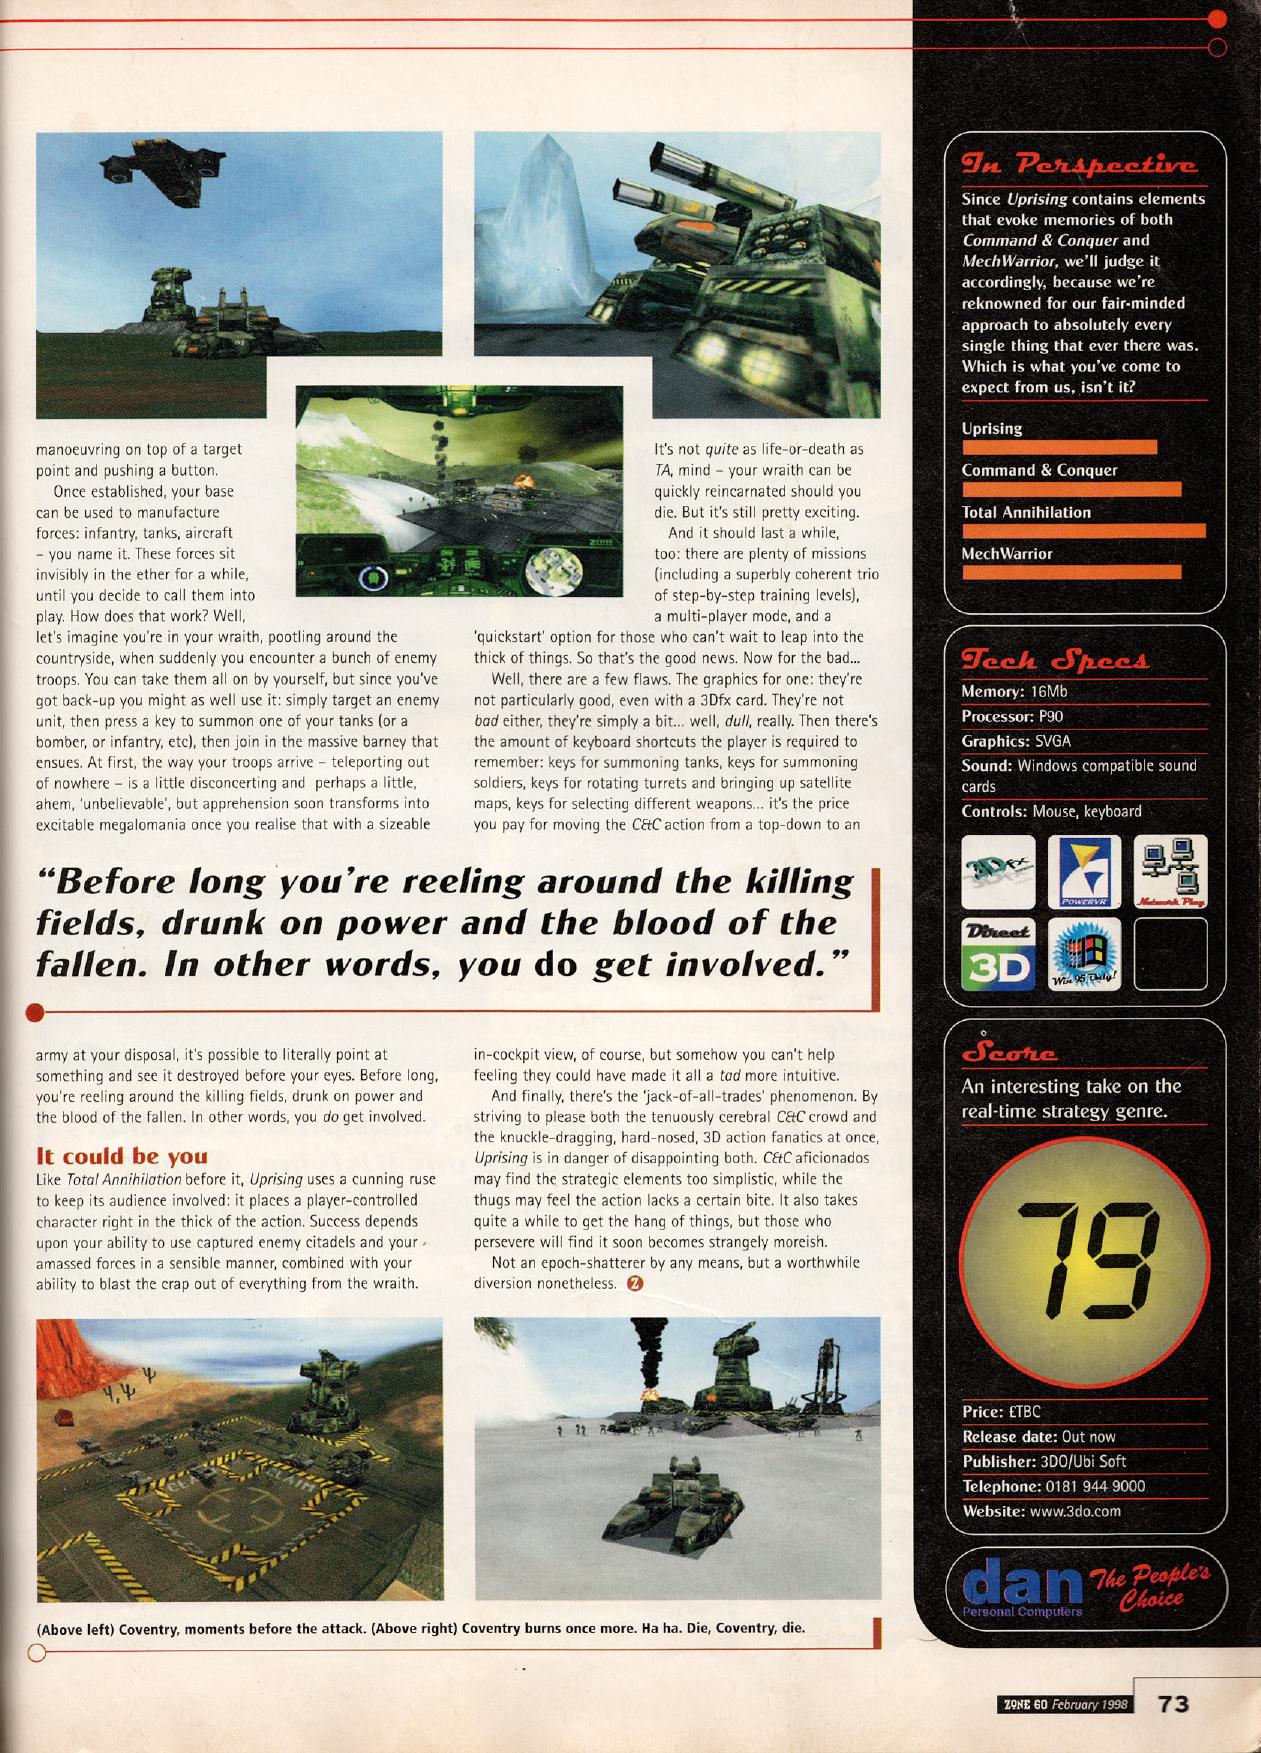 manoeuvring on top of a target
point and pushing a button.
Once established, your base
can be used to manufacture
forces: infantry, tanks, aircraft
– you name it. These forces sit
invisibly in the ether for a while,
until you decide to call them into
play. How does that work? Well,
let's imagine you're in your wraith, pootling around the
countryside, when suddenly you encounter a bunch of enemy
troops. You can take them all on by yourself, but since you've
got back-up you might as well use it: simply target an enemy
unit, then press a key to summon one of your tanks (or a
bomber, or infantry, etc), then join in the massive barney that
ensues. At first, the way your troops arrive – teleporting out
of nowhere – is a little disconcerting and perhaps a little,
ahem, 'unbelievable', but apprehension soon transforms into
excitable megalomania once you realise that with a sizeable
It's not quite as life-or-death as
TA, mind – your wraith can be
quickly reincarnated should you
die. But it's still pretty exciting.
And it should last a while,
too: there are plenty of missions
(including a superbly coherent trio
of step-by-step training levels),
a multi-player mode, and a
'quickstart' option for those who can't wait to leap into the
thick of things. So that's the good news. Now for the bad...
Well, there are a few flaws. The graphics for one: they're
not particularly good, even with a 3Dfx card. They're not
bad either, they're simply a bit... well, dull, really. Then there's
the amount of keyboard shortcuts the player is required to
remember: keys for summoning tanks, keys for summoning
soldiers, keys for rotating turrets and bringing up satellite
maps, keys for selecting different weapons... it's the price
you pay for moving the C&C action from a top-down to an
"Before long you're reeling around the killing
fields, drunk on power and the blood of the
fallen. In other words, you do get involved."
army at your disposal, it's possible to literally point at
something and see it destroyed before your eyes. Before long,
you're reeling around the killing fields, drunk on power and
the blood of the fallen. In other words, you do get involved.
It could be you
Like Total Annihilation before it, Uprising uses a cunning ruse
to keep its audience involved: it places a player-controlled
character right in the thick of the action. Success depends
upon your ability to use captured enemy citadels and your
amassed forces in a sensible manner, combined with your
ability to blast the crap out of everything from the wraith.
in-cockpit view, of course, but somehow you can't help
feeling they could have made it all a tad more intuitive.
And finally, there's the 'jack-of-all-trades' phenomenon. By
striving to please both the tenuously cerebral C&C crowd and
the knuckle-dragging, hard-nosed, 3D action fanatics at once,
Uprising is in danger of disappointing both. C&C aficionados
may find the strategic elements too simplistic, while the
thugs may feel the action lacks a certain bite. It also takes
quite a while to get the hang of things, but those who
persevere will find it soon becomes strangely moreish.
Not an epoch-shatterer by any means, but a worthwhile
diversion nonetheless. Z
(Above left) Coventry, moments before the attack. (Above right) Coventry burns once more. Ha ha. Die, Coventry, die.
In Perspective
Since Uprising contains elements
that evoke memories of both
Command & Conquer and
MechWarrior, we'll judge it
accordingly, because we're
reknowned for our fair-minded
approach to absolutely every
single thing that ever there was.
Which is what you've come to
expect from us, isn't it?
Uprising
Command & Conquer
Total Annihilation
MechWarrior
Tech Specs
Memory: 16Mb
Processor: P90
Graphics: SVGA
Sound: Windows compatible sound
cards
Controls: Mouse, keyboard
3Dfx
POWERVR
Network Play
Direct
3D
Win 95 Only!
Score
An interesting take on the
real-time strategy genre.
79
Price: £TBC
Release date: Out now
Publisher: 3DO/Ubi Soft
Telephone: 0181 944 9000
Website: www.3do.com
dan
Personal Computers
The People's
Choice
ZONE 60 February 1998
73